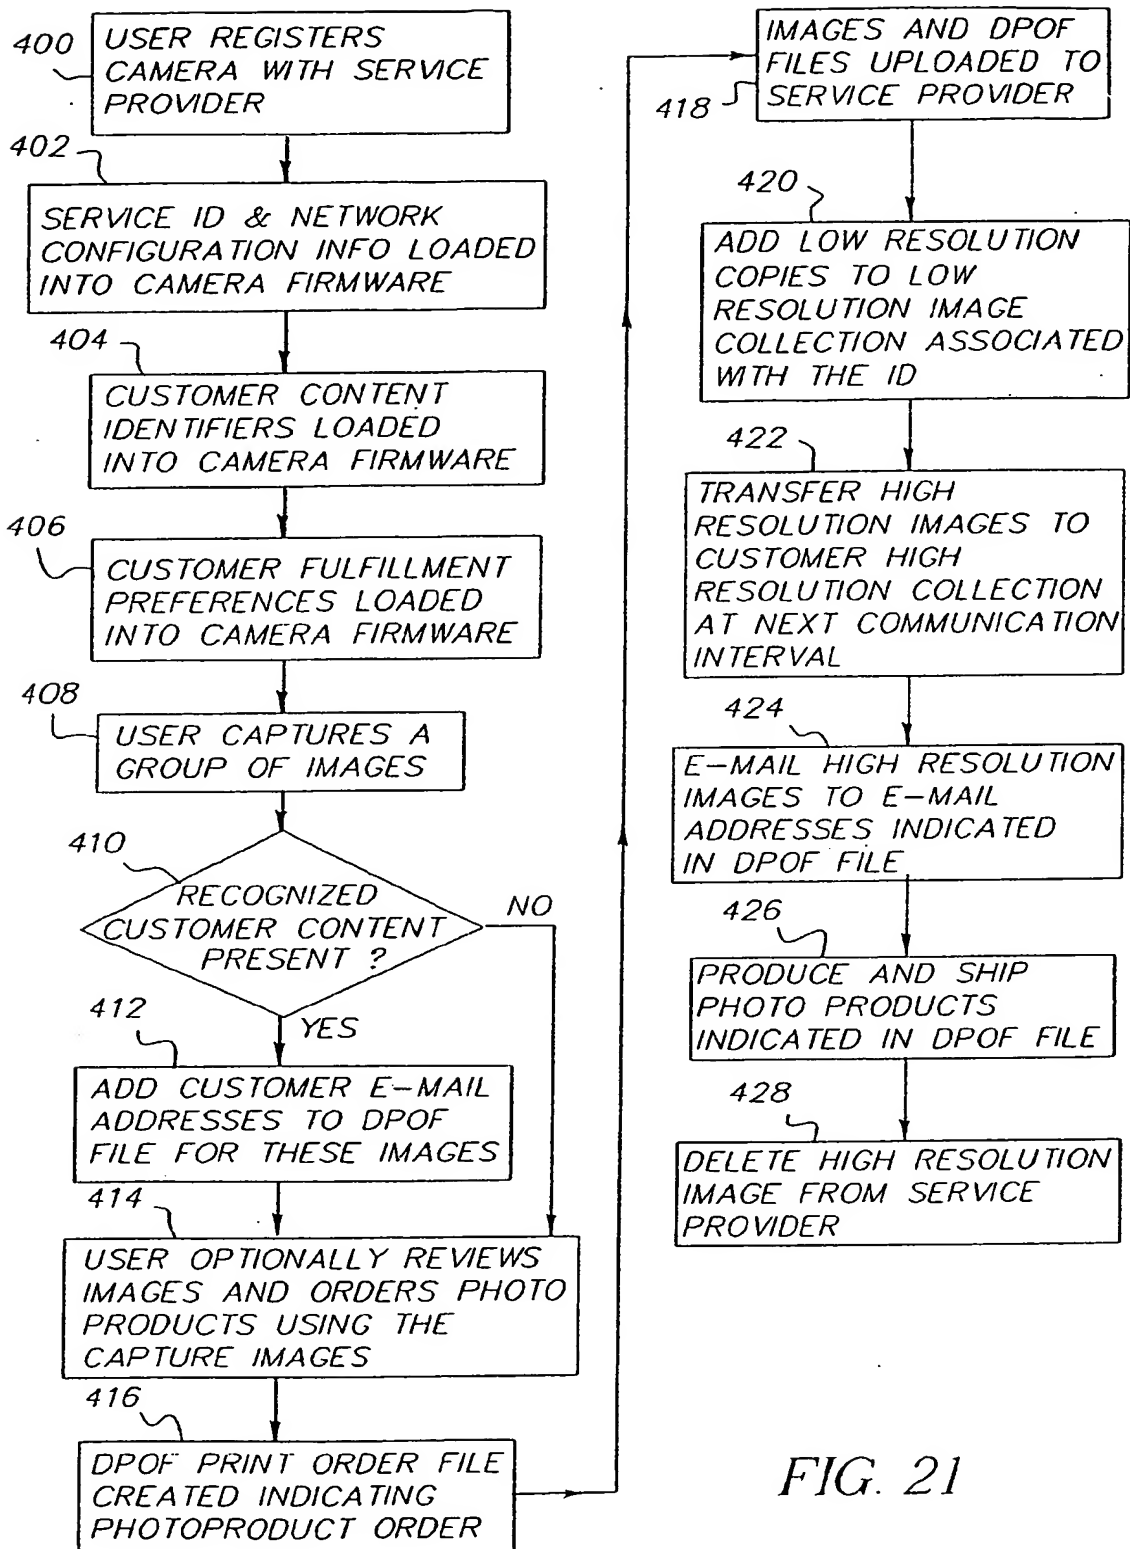 400
USER REGISTERS
CAMERA WITH SERVICE
PROVIDER
402
SERVICE ID & NETWORK
CONFIGURATION INFO LOADED
INTO CAMERA FIRMWARE
404
CUSTOMER CONTENT
IDENTIFIERS LOADED
INTO CAMERA FIRMWARE
406
CUSTOMER FULFILLMENT
PREFERENCES LOADED
INTO CAMERA FIRMWARE
408
USER CAPTURES A
GROUP OF IMAGES
410
RECOGNIZED
CUSTOMER CONTENT
PRESENT ?
NO
YES
412
ADD CUSTOMER E-MAIL
ADDRESSES TO DPOF
FILE FOR THESE IMAGES
414
USER OPTIONALLY REVIEWS
IMAGES AND ORDERS PHOTO
PRODUCTS USING THE
CAPTURE IMAGES
416
DPOF PRINT ORDER FILE
CREATED INDICATING
PHOTOPRODUCT ORDER
418
IMAGES AND DPOF
FILES UPLOADED TO
SERVICE PROVIDER
420
ADD LOW RESOLUTION
COPIES TO LOW
RESOLUTION IMAGE
COLLECTION ASSOCIATED
WITH THE ID
422
TRANSFER HIGH
RESOLUTION IMAGES TO
CUSTOMER HIGH
RESOLUTION COLLECTION
AT NEXT COMMUNICATION
INTERVAL
424
E-MAIL HIGH RESOLUTION
IMAGES TO E-MAIL
ADDRESSES INDICATED
IN DPOF FILE
426
PRODUCE AND SHIP
PHOTO PRODUCTS
INDICATED IN DPOF FILE
428
DELETE HIGH RESOLUTION
IMAGE FROM SERVICE
PROVIDER
FIG. 21